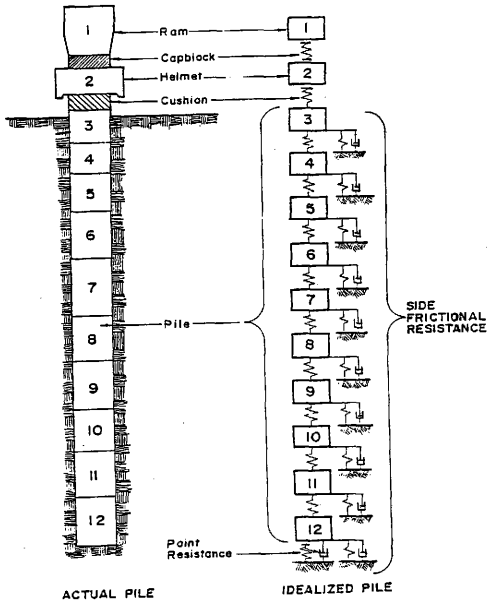 1
Ram
1
Capblock
2
Helmet
2
Cushion
3
3
4
4
5
5
6
6
7
7
SIDE
FRICTIONAL
RESISTANCE
Pile
8
8
9
9
10
10
11
11
12
12
Point
Resistance
ACTUAL PILE
IDEALIZED PILE